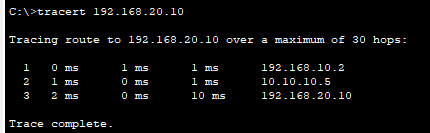 C:\>tracert 192.168.20.10
Tracing route to 192.168.20.10 over a maximum of 30 hops:
1 0 ms 1 ms 1 ms 192.168.10.2
2 1 ms 0 ms 1 ms 10.10.10.5
3 2 ms 0 ms 10 ms 192.168.20.10
Trace complete.